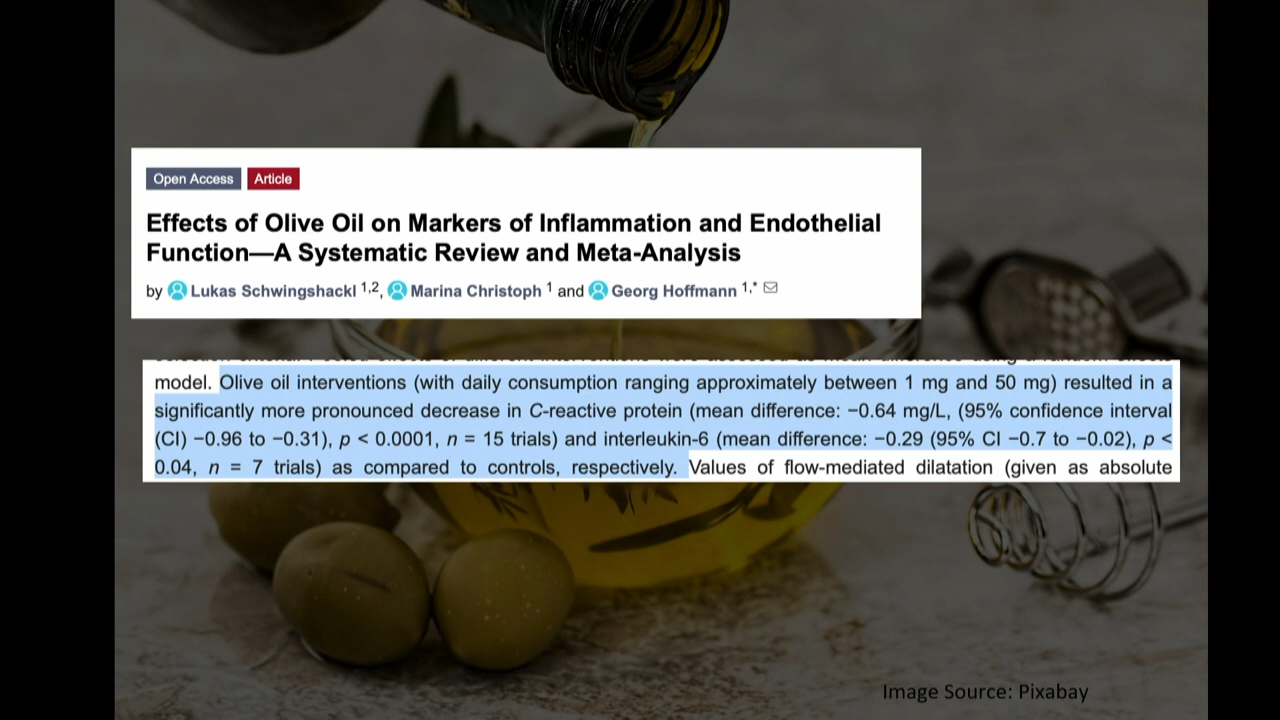 Open Access Article
Effects of Olive Oil on Markers of Inflammation and Endothelial
Function—A Systematic Review and Meta-Analysis
by Lukas Schwingshackl 1,2, Marina Christoph 1 and Georg Hoffmann 1,*
model. Olive oil interventions (with daily consumption ranging approximately between 1 mg and 50 mg) resulted in a
significantly more pronounced decrease in C-reactive protein (mean difference: −0.64 mg/L, (95% confidence interval
(CI) −0.96 to −0.31), p < 0.0001, n = 15 trials) and interleukin-6 (mean difference: −0.29 (95% CI −0.7 to −0.02), p <
0.04, n = 7 trials) as compared to controls, respectively. Values of flow-mediated dilatation (given as absolute
Image Source: Pixabay